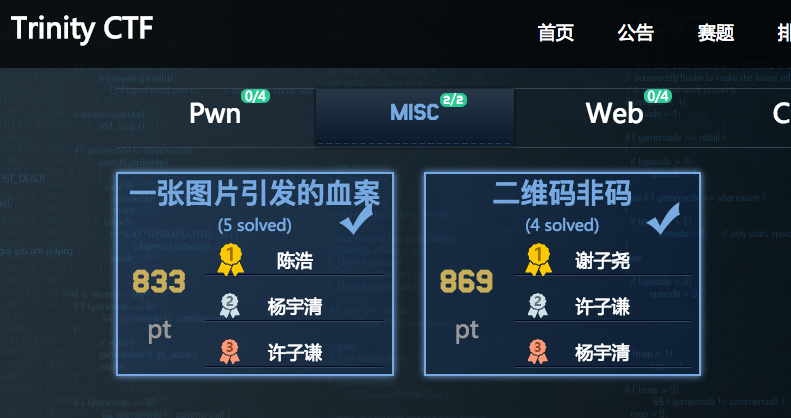 Trinity CTF
首页 公告 赛题
Pwn 0/4 MISC 2/2 Web 0/4 C
一张图片引发的血案
(5 solved)
833 pt
1 陈浩
2 杨宇清
3 许子谦
二维码非码
(4 solved)
869 pt
1 谢子尧
2 许子谦
3 杨宇清